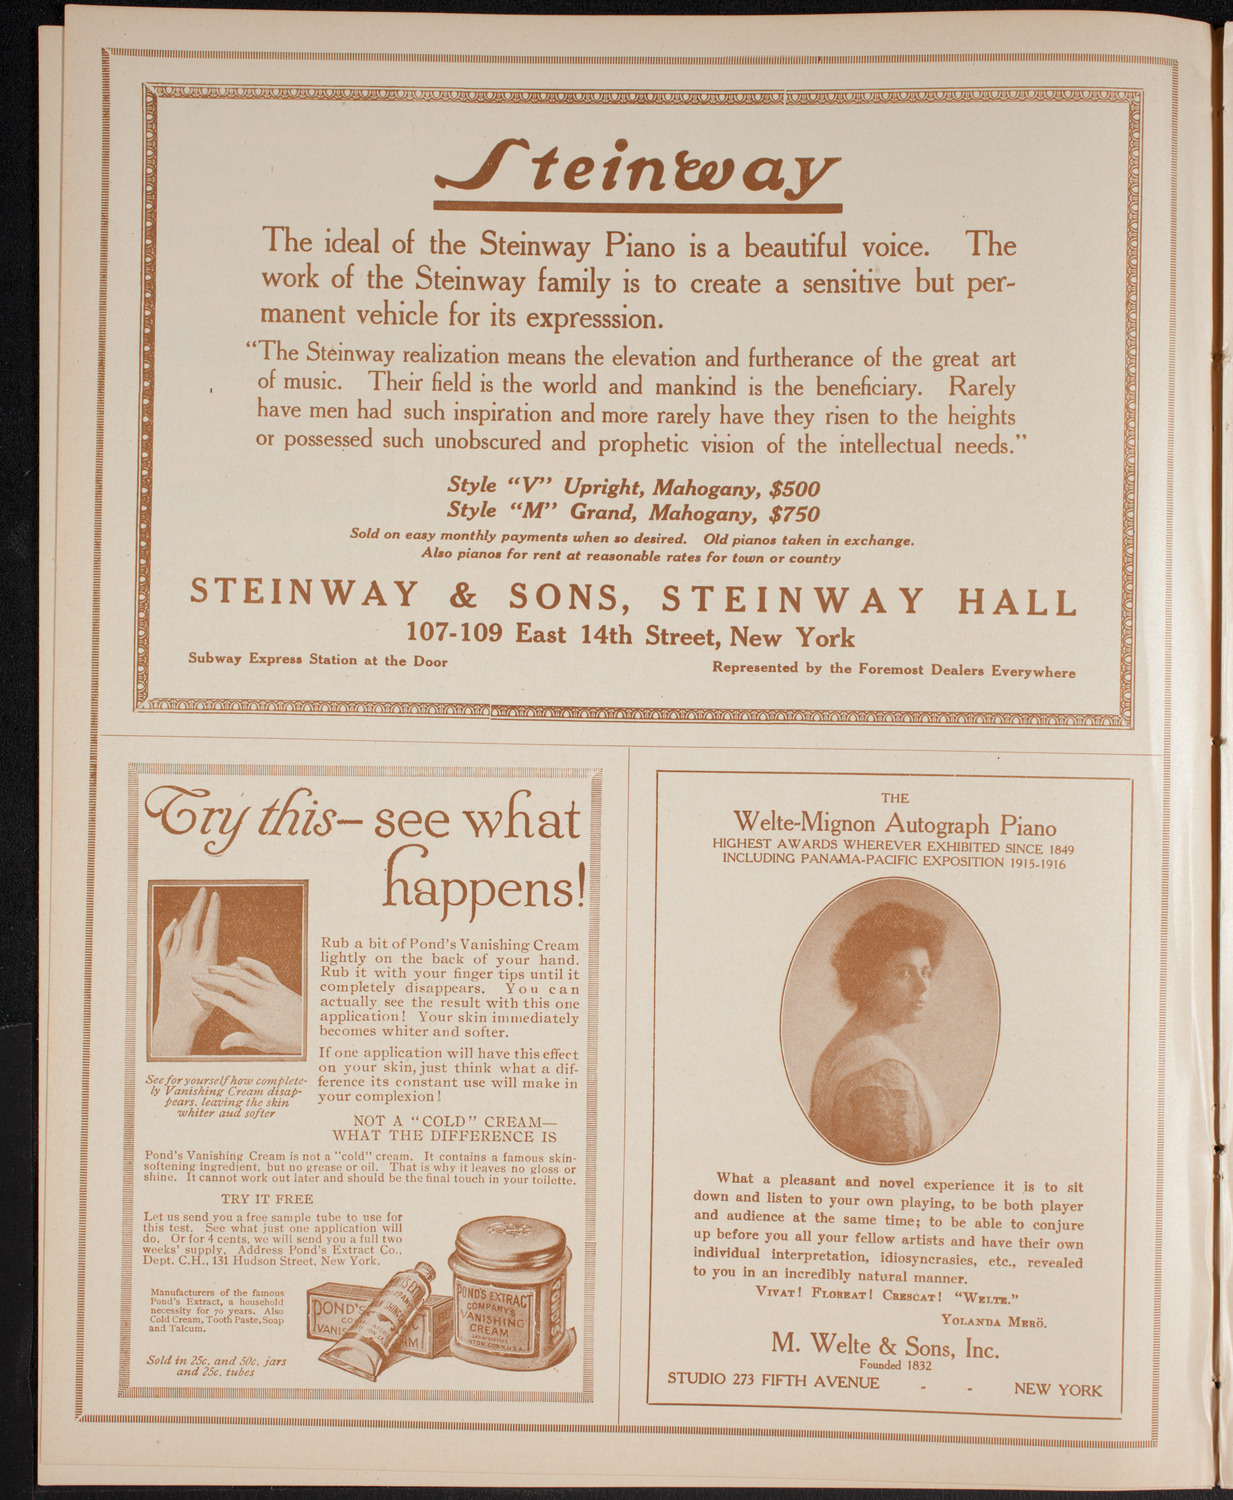 Steinway
The ideal of the Steinway Piano is a beautiful voice. The
work of the Steinway family is to create a sensitive but per-
manent vehicle for its expresssion.
"The Steinway realization means the elevation and furtherance of the great art
of music. Their field is the world and mankind is the beneficiary. Rarely
have men had such inspiration and more rarely have they risen to the heights
or possessed such unobscured and prophetic vision of the intellectual needs."
Style "V" Upright, Mahogany, $500
Style "M" Grand, Mahogany, $750
Sold on easy monthly payments when so desired. Old pianos taken in exchange.
Also pianos for rent at reasonable rates for town or country
STEINWAY & SONS, STEINWAY HALL
107-109 East 14th Street, New York
Subway Express Station at the Door
Represented by the Foremost Dealers Everywhere
Try this—see what
happens!
Rub a bit of Pond's Vanishing Cream
lightly on the back of your hand.
Rub it with your finger tips until it
completely disappears. You can
actually see the result with this one
application! Your skin immediately
becomes whiter and softer.
If one application will have this effect
on your skin, just think what a dif-
ference its constant use will make in
your complexion!
See for yourself how complete-
ly Vanishing Cream disap-
pears, leaving the skin
whiter and softer
NOT A "COLD" CREAM—
WHAT THE DIFFERENCE IS
Pond's Vanishing Cream is not a "cold" cream. It contains a famous skin-
softening ingredient, but no grease or oil. That is why it leaves no gloss or
shine. It cannot work out later and should be the final touch in your toilette.
TRY IT FREE
Let us send you a free sample tube to use for
this test. See what just one application will
do. Or for 4 cents, we will send you a full two
weeks' supply. Address Pond's Extract Co.,
Dept. C.H., 131 Hudson Street, New York.
Manufacturers of the famous
Pond's Extract, a household
necessity for 70 years. Also
Cold Cream, Tooth Paste, Soap
and Talcum.
Sold in 25c. and 50c. jars
and 25c. tubes
POND'S
VANIS
POND'S EXTRACT
COMPANY'S
VANISHING
CREAM
THE
Welte-Mignon Autograph Piano
HIGHEST AWARDS WHEREVER EXHIBITED SINCE 1849
INCLUDING PANAMA-PACIFIC EXPOSITION 1915-1916
What a pleasant and novel experience it is to sit
down and listen to your own playing, to be both player
and audience at the same time; to be able to conjure
up before you all your fellow artists and have their own
individual interpretation, idiosyncrasies, etc., revealed
to you in an incredibly natural manner.
VIVAT! FLOREAT! CRESCAT! "WELTE."
YOLANDA MERÖ.
M. Welte & Sons, Inc.
Founded 1832
STUDIO 273 FIFTH AVENUE - - NEW YORK